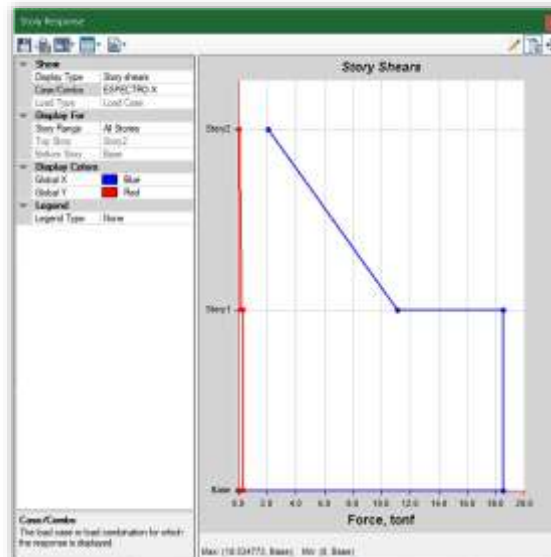 Story Response
Show
Display Type Story shears
Case/Combo ESPECTRO X
Load Type Load Case
Display For
Story Range All Stories
Top Story Story2
Bottom Story Base
Display Colors
Global X Blue
Global Y Red
Legend
Legend Type None
Case/Combo
The load case or load combination for which
the response is displayed
Story Shears
Story2
Story1
Base
0.0 2.0 4.0 6.0 8.0 10.0 12.0 14.0 16.0 18.0 20.0
Force, tonf
Max: (18.534773, Base) Min: (0, Base)